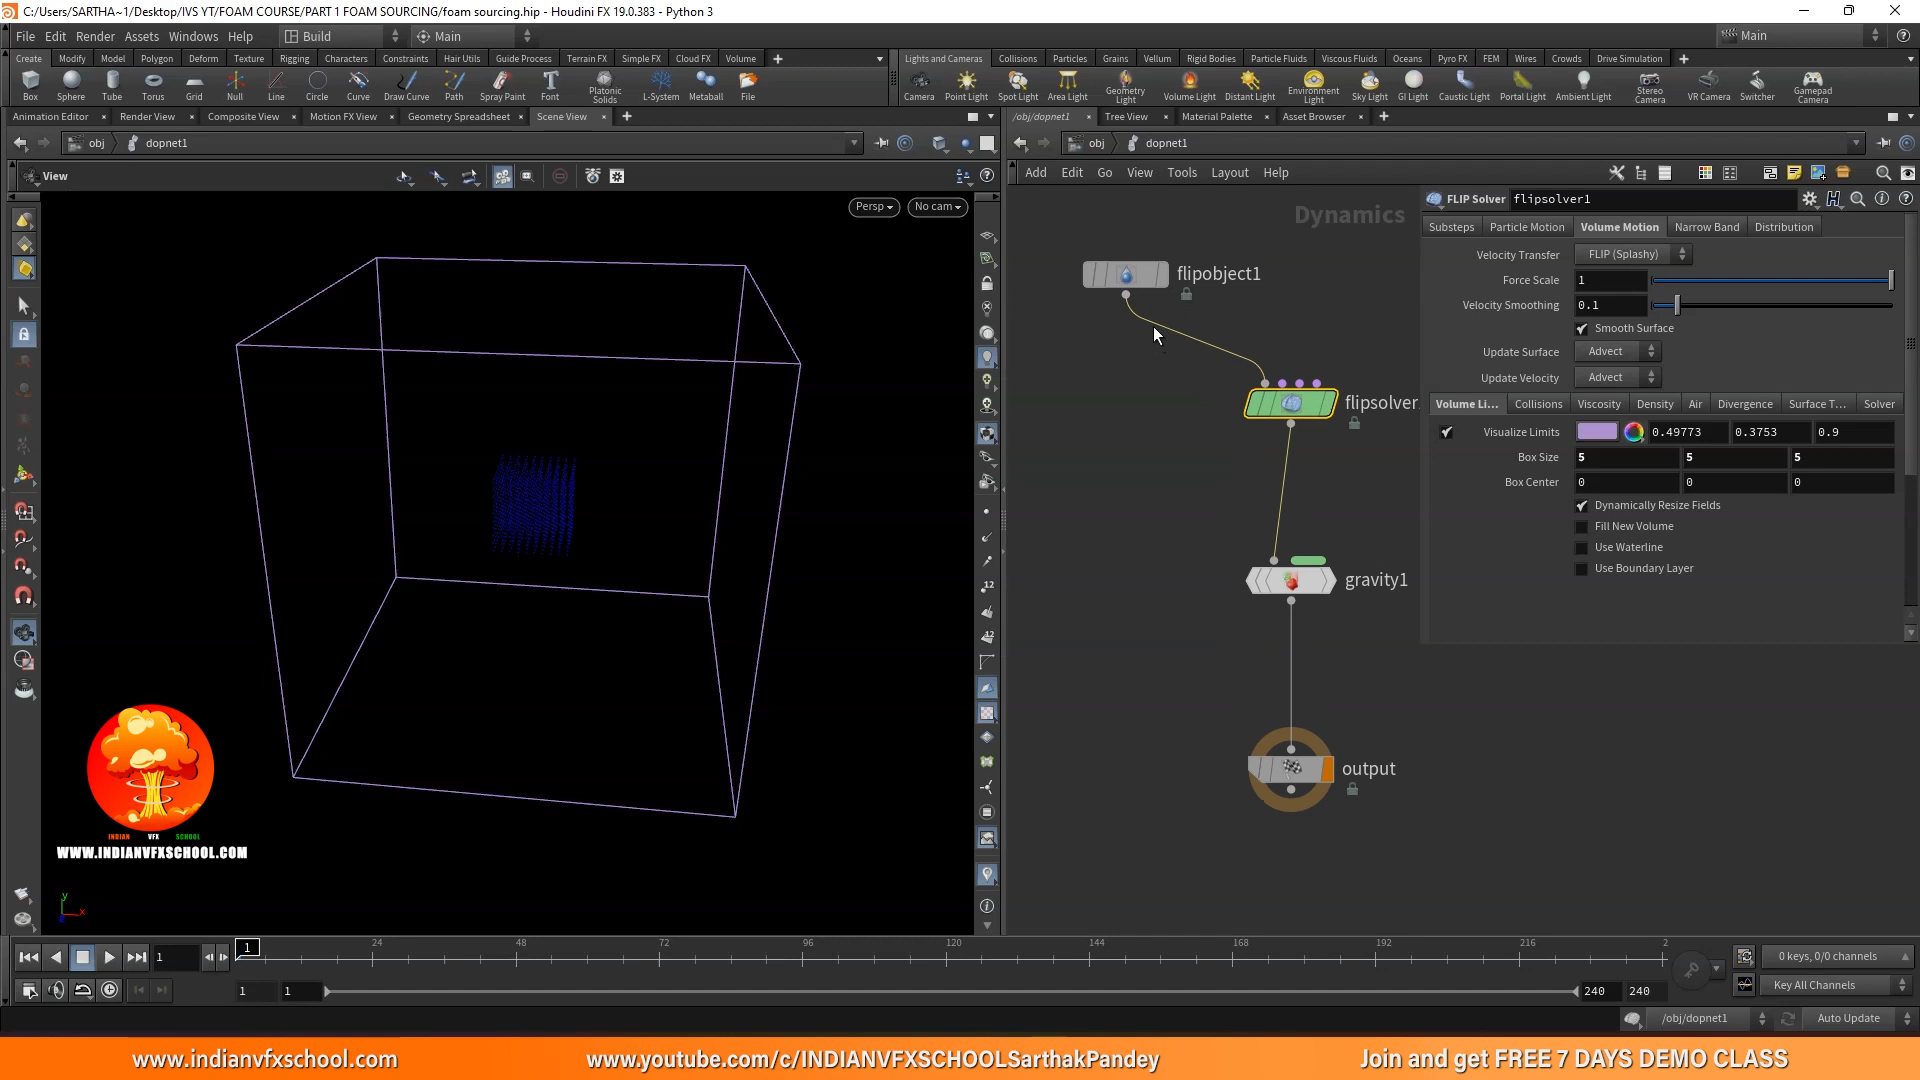 C:/Users/SARTHA~1/Desktop/IVS YT/FOAM COURSE/PART 1 FOAM SOURCING/foam sourcing.hip - Houdini FX 19.0.383 - Python 3
File Edit Render Assets Windows Help Build Main Main
Create Modify Model Polygon Deform Texture Rigging Characters Constraints Hair Utils Guide Process Terrain FX Simple FX Cloud FX Volume
Lights and Cameras Collisions Particles Grains Vellum Rigid Bodies Particle Fluids Viscous Fluids Oceans Pyro FX FEM Wires Crowds Drive Simulation
Box Sphere Tube Torus Grid Null Line Circle Curve Draw Curve Path Spray Paint Font Platonic Solids L-System Metaball File
Camera Point Light Spot Light Area Light Geometry Light Volume Light Distant Light Environment Light Sky Light GI Light Caustic Light Portal Light Ambient Light Stereo Camera VR Camera Switcher Gamepad Camera
Animation Editor Render View Composite View Motion FX View Geometry Spreadsheet Scene View
/obj/dopnet1 Tree View Material Palette Asset Browser
obj dopnet1
obj dopnet1
View
Add Edit Go View Tools Layout Help
Persp No cam
Dynamics
flipobject1
flipsolver
gravity1
output
FLIP Solver flipsolver1
Substeps Particle Motion Volume Motion Narrow Band Distribution
Velocity Transfer FLIP (Splashy)
Force Scale 1
Velocity Smoothing 0.1
Smooth Surface
Update Surface Advect
Update Velocity Advect
Volume Li... Collisions Viscosity Density Air Divergence Surface T... Solver
Visualize Limits 0.49773 0.3753 0.9
Box Size 5 5 5
Box Center 0 0 0
Dynamically Resize Fields
Fill New Volume
Use Waterline
Use Boundary Layer
INDIAN VFX SCHOOL
WWW.INDIANVFXSCHOOL.COM
y
x
12
12
1 1 24 48 72 96 120 144 168 192 216 2
0 keys, 0/0 channels
1 1 240 240
Key All Channels
/obj/dopnet1 Auto Update
www.indianvfxschool.com www.youtube.com/c/INDIANVFXSCHOOLSarthakPandey Join and get FREE 7 DAYS DEMO CLASS